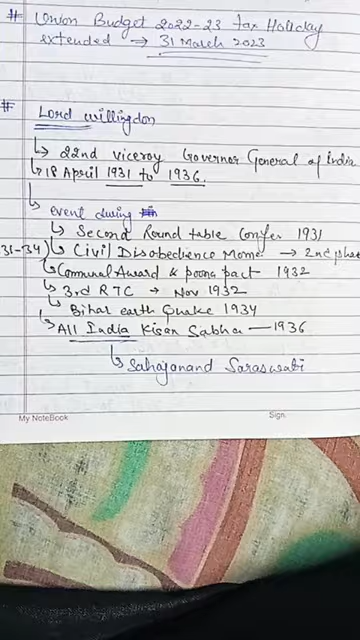 # Union Budget 2022-23 Tax Holiday
extended → 31 March 2023
# Lord Willingdon
↳ 22nd viceroy Governor General of India
↳ 18 April 1931 to 1936.
↳ event during
↳ Second Round table Confer 1931
31-34) ↳ Civil Disobedience Mome → 2nd phas
↳ Communal Award & poona pact 1932
↳ 3rd RTC → Nov 1932
↳ Bihar earth quake 1934
↳ All India Kisan Sabha — 1936
↳ Sahajanand Saraswati
My NoteBook
Sign.